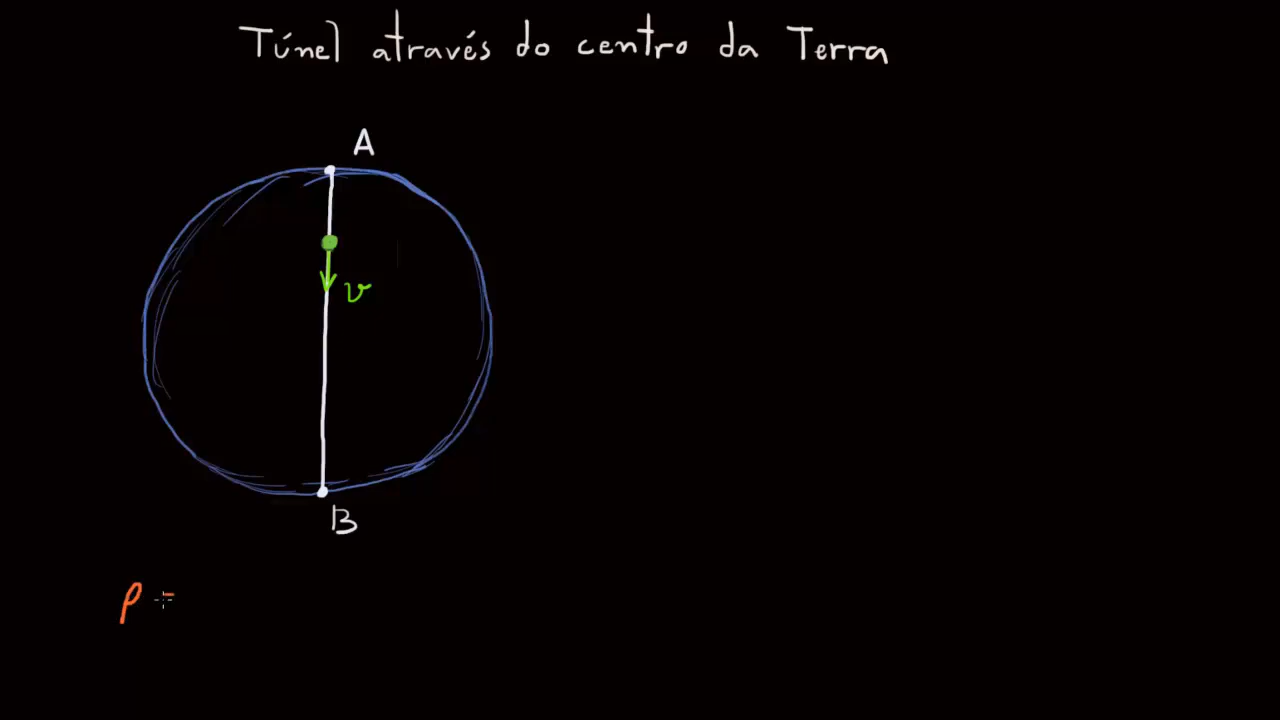 Túnel através do centro da Terra
A
v
B
ρ =